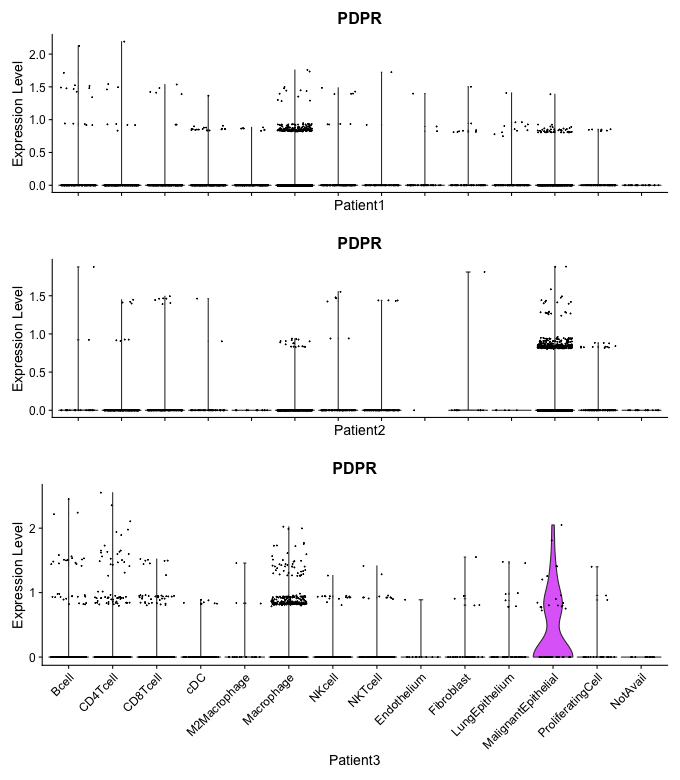 PDPR
Expression Level
2.0
1.5
1.0
0.5
0.0
Patient1
PDPR
Expression Level
1.5
1.0
0.5
0.0
Patient2
PDPR
Expression Level
2
1
0
Bcell
CD4Tcell
CD8Tcell
cDC
M2Macrophage
Macrophage
NKcell
NKTcell
Endothelium
Fibroblast
LungEpithelium
MalignantEpithelial
ProliferatingCell
NotAvail
Patient3